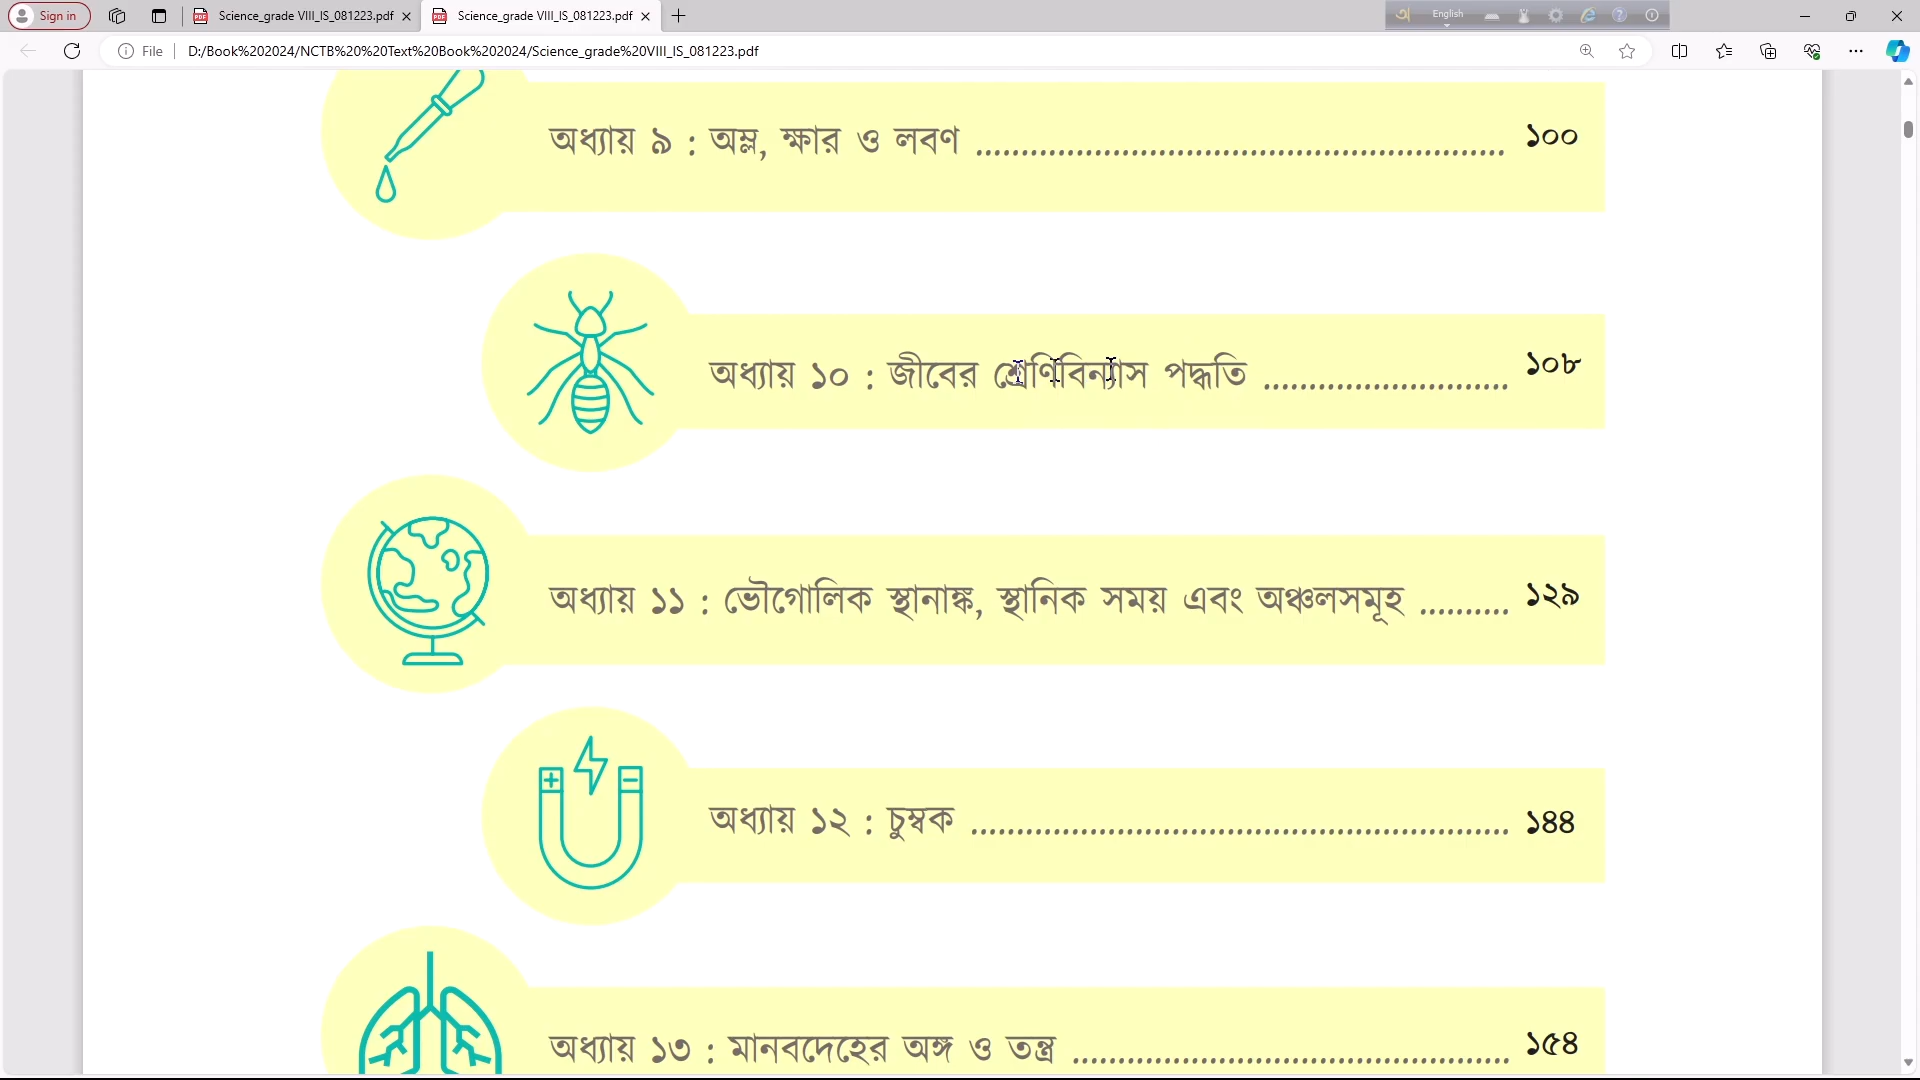 Sign in
Science_grade VIII_IS_081223.pdf
Science_grade VIII_IS_081223.pdf
English
File
D:/Book%202024/NCTB%20%20Text%20Book%202024/Science_grade%20VIII_IS_081223.pdf
অধ্যায় ৯ : অম্ল, ক্ষার ও লবণ .......................................................... ১০০
অধ্যায় ১০ : জীবের শ্রেণিবিন্যাস পদ্ধতি ........................... ১০৮
অধ্যায় ১১ : ভৌগোলিক স্থানাঙ্ক, স্থানিক সময় এবং অঞ্চলসমূহ .......... ১২৯
অধ্যায় ১২ : চুম্বক ........................................................... ১৪৪
অধ্যায় ১৩ : মানবদেহের অঙ্গ ও তন্ত্র ................................................ ১৫৪